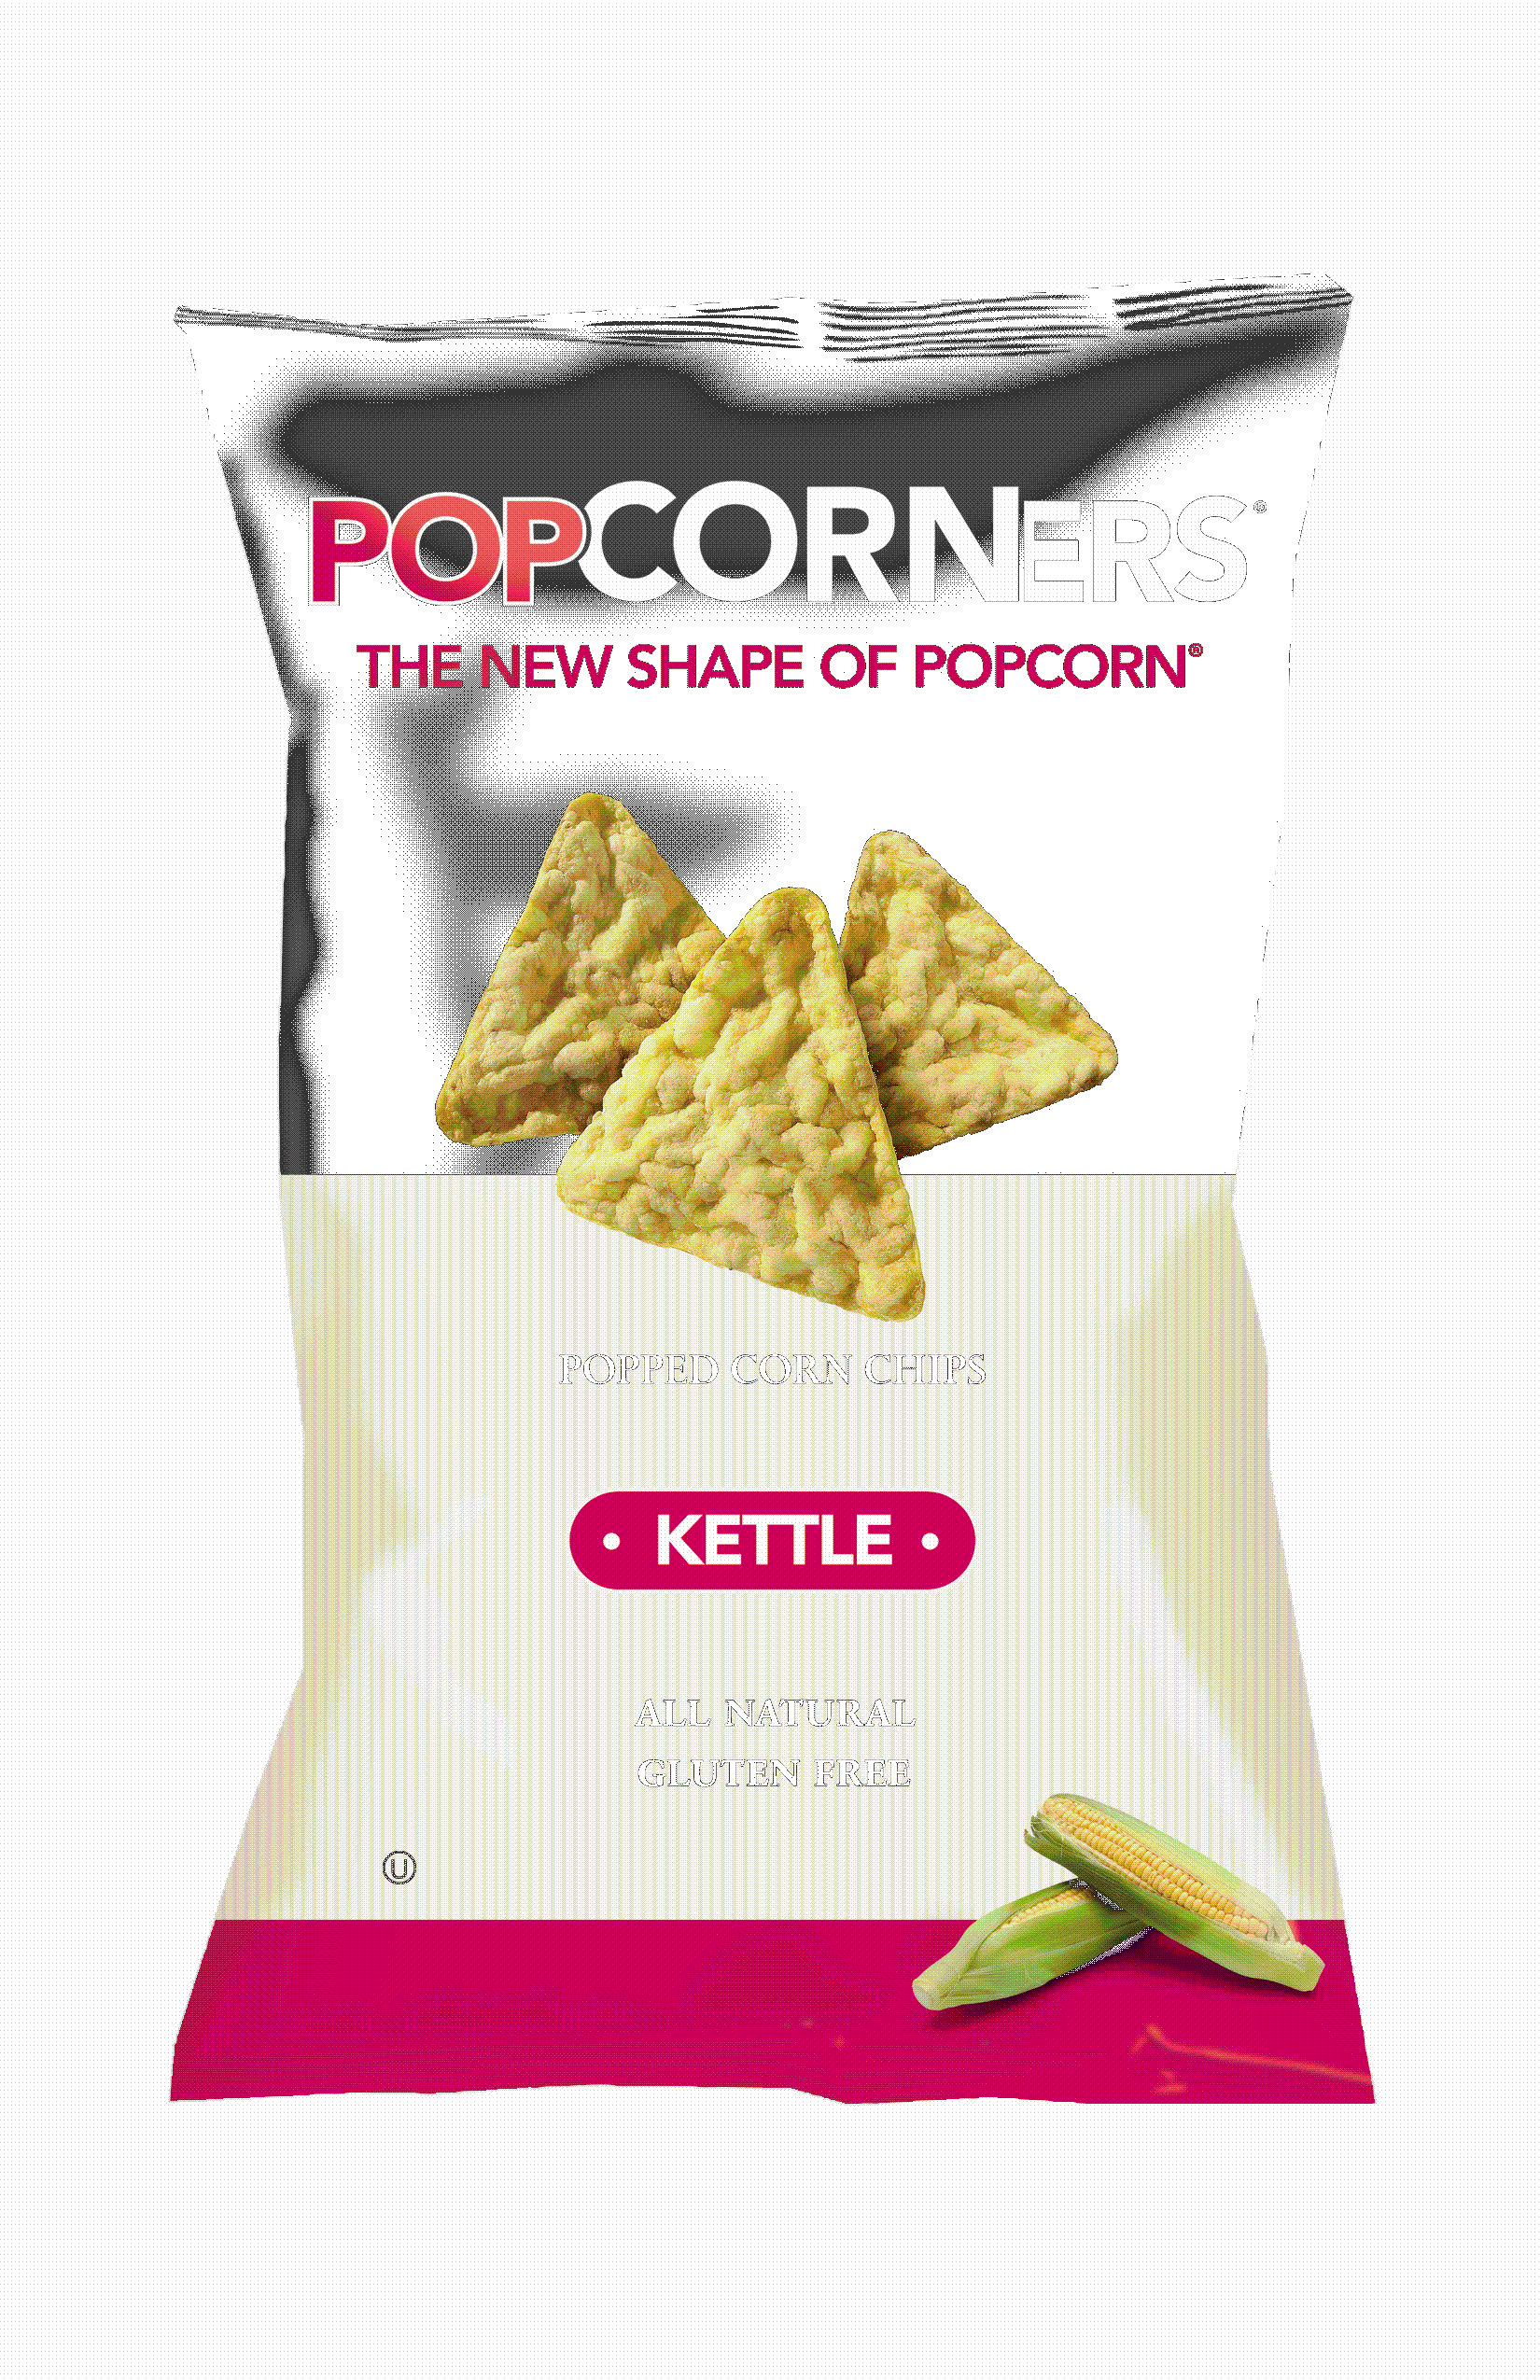 POPCORNERS®
THE NEW SHAPE OF POPCORN®
POPPED CORN CHIPS
• KETTLE •
ALL NATURAL
GLUTEN FREE
Ⓤ